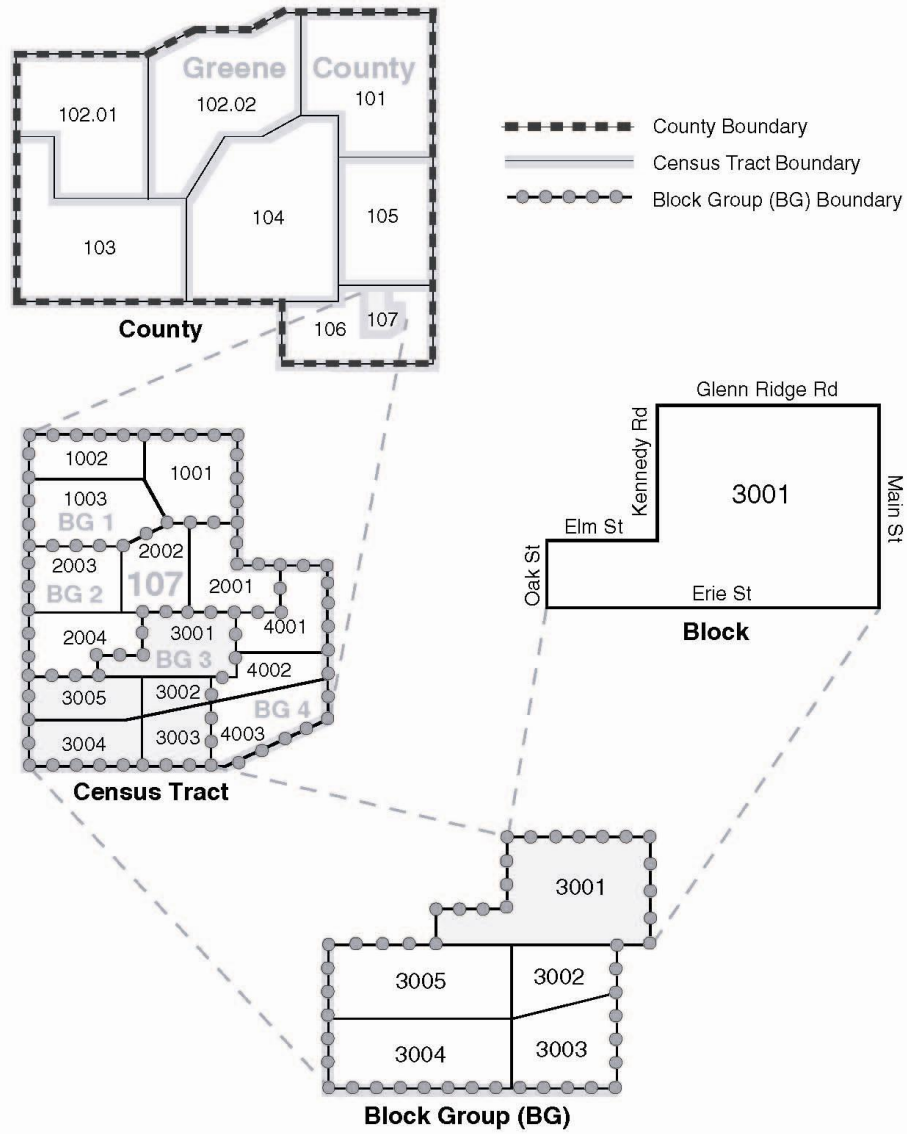 Greene County
102.01
102.02
101
103
104
105
106
107
County
County Boundary
Census Tract Boundary
Block Group (BG) Boundary
1002
1001
1003
BG 1
2003
2002
BG 2
107
2001
2004
3001
4001
BG 3
4002
3005
3002
BG 4
3004
3003
4003
Census Tract
Glenn Ridge Rd
Kennedy Rd
3001
Main St
Elm St
Oak St
Erie St
Block
3001
3005
3002
3004
3003
Block Group (BG)